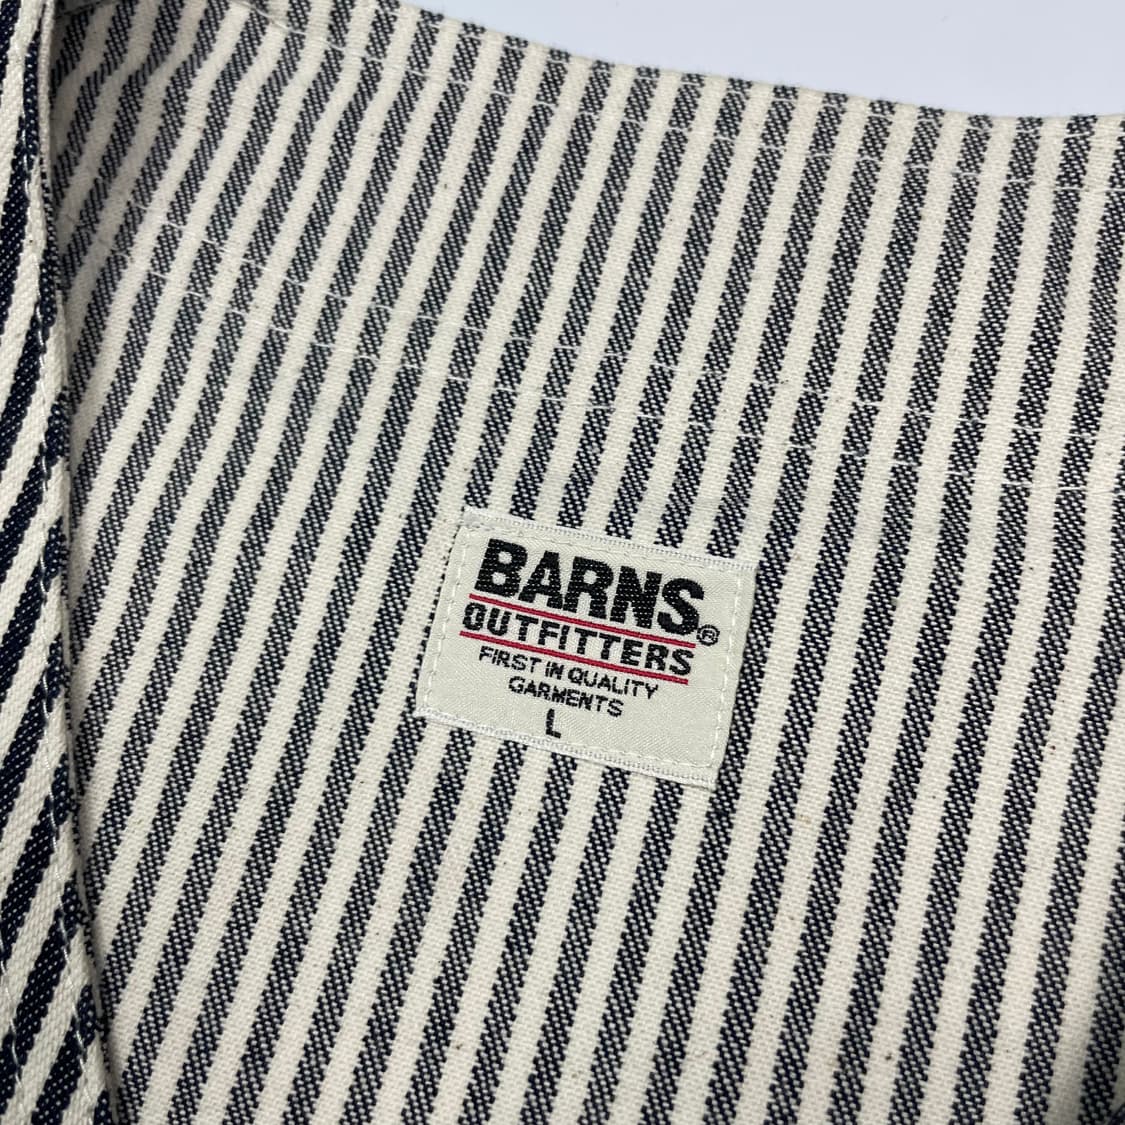 BARNS®
OUTFITTERS
FIRST IN QUALITY
GARMENTS
L